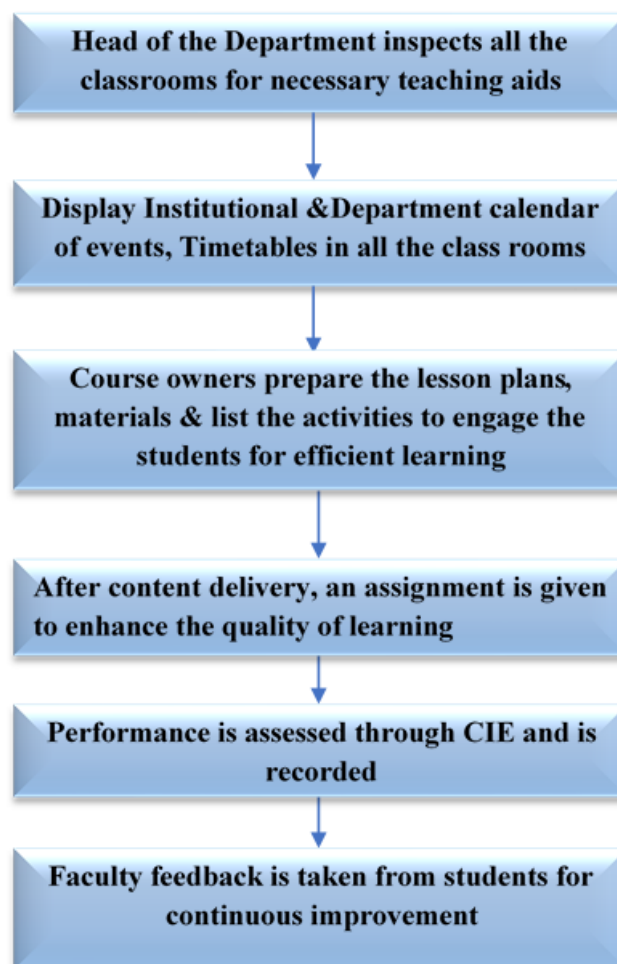 Head of the Department inspects all the
classrooms for necessary teaching aids
Display Institutional &Department calendar
of events, Timetables in all the class rooms
Course owners prepare the lesson plans,
materials & list the activities to engage the
students for efficient learning
After content delivery, an assignment is given
to enhance the quality of learning
Performance is assessed through CIE and is
recorded
Faculty feedback is taken from students for
continuous improvement